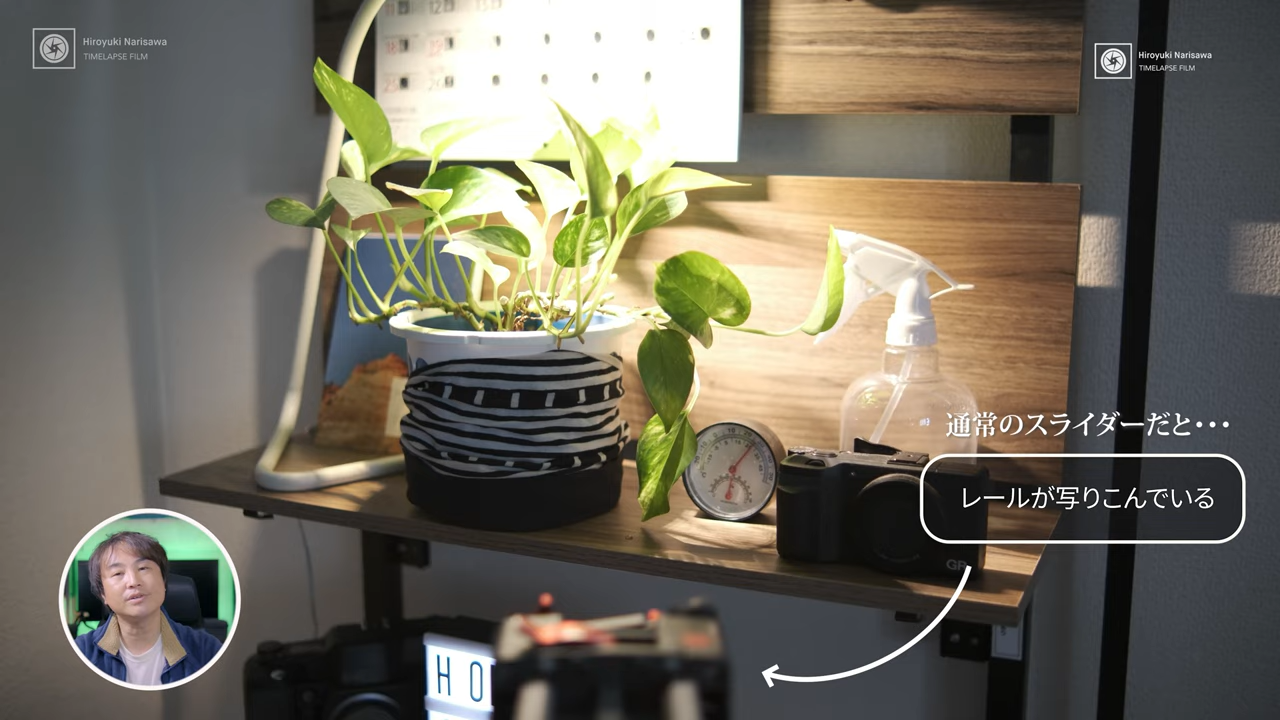 Hiroyuki Narisawa
TIMELAPSE FILM
Hiroyuki Narisawa
TIMELAPSE FILM
通常のスライダーだと・・・
レールが写りこんでいる
GR
HO